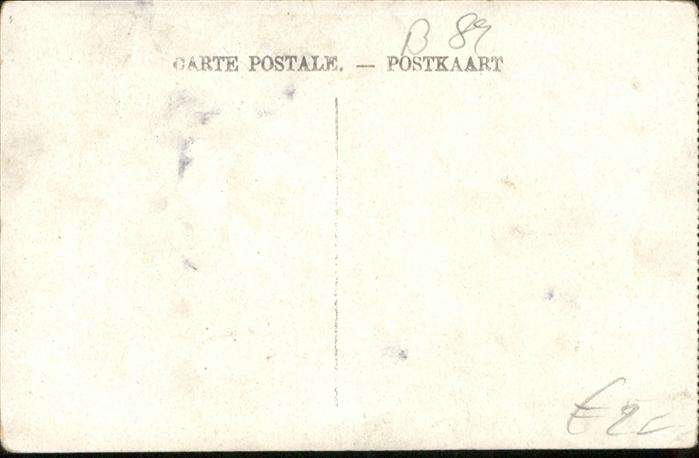 B 89
CARTE POSTALE. — POSTKAART